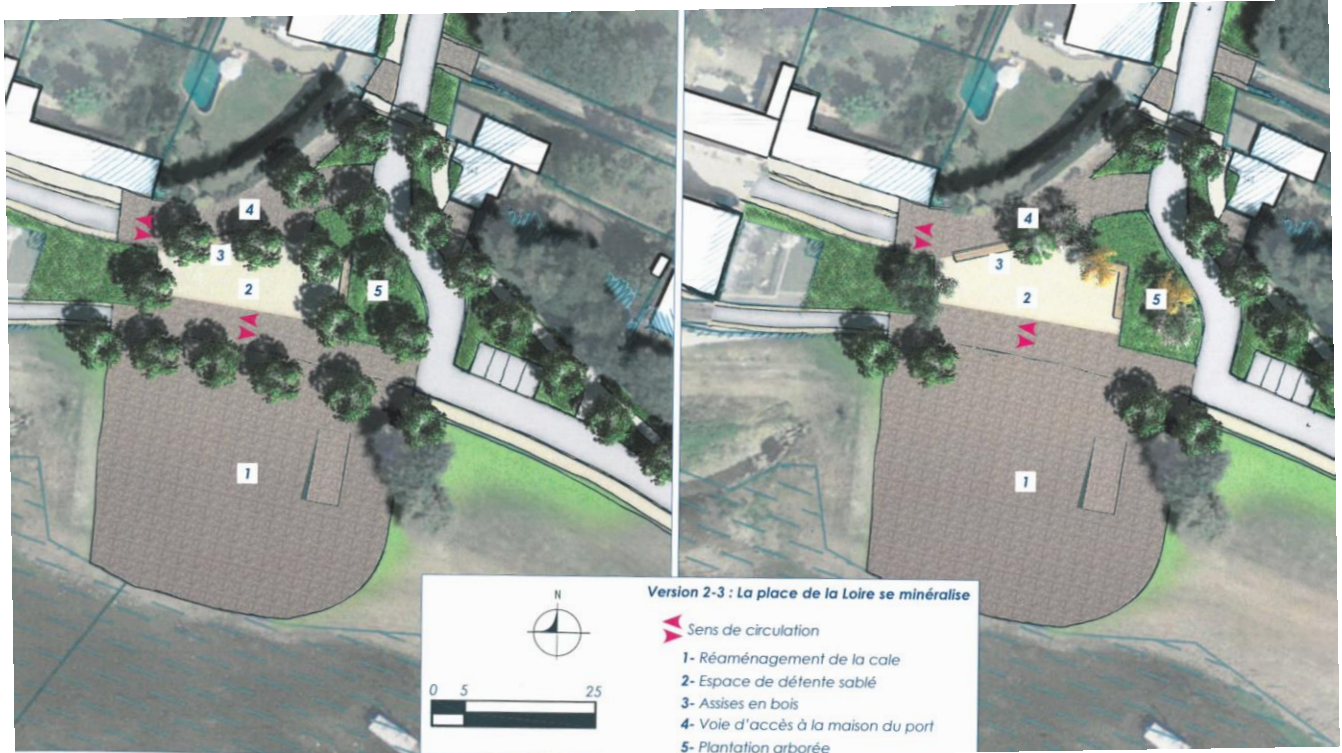 4
3
2
5
1
4
3
2
5
1
N
0 5 25
Version 2-3 : La place de la Loire se minéralise
Sens de circulation
1- Réaménagement de la cale
2- Espace de détente sablé
3- Assises en bois
4- Voie d'accès à la maison du port
5- Plantation arborée